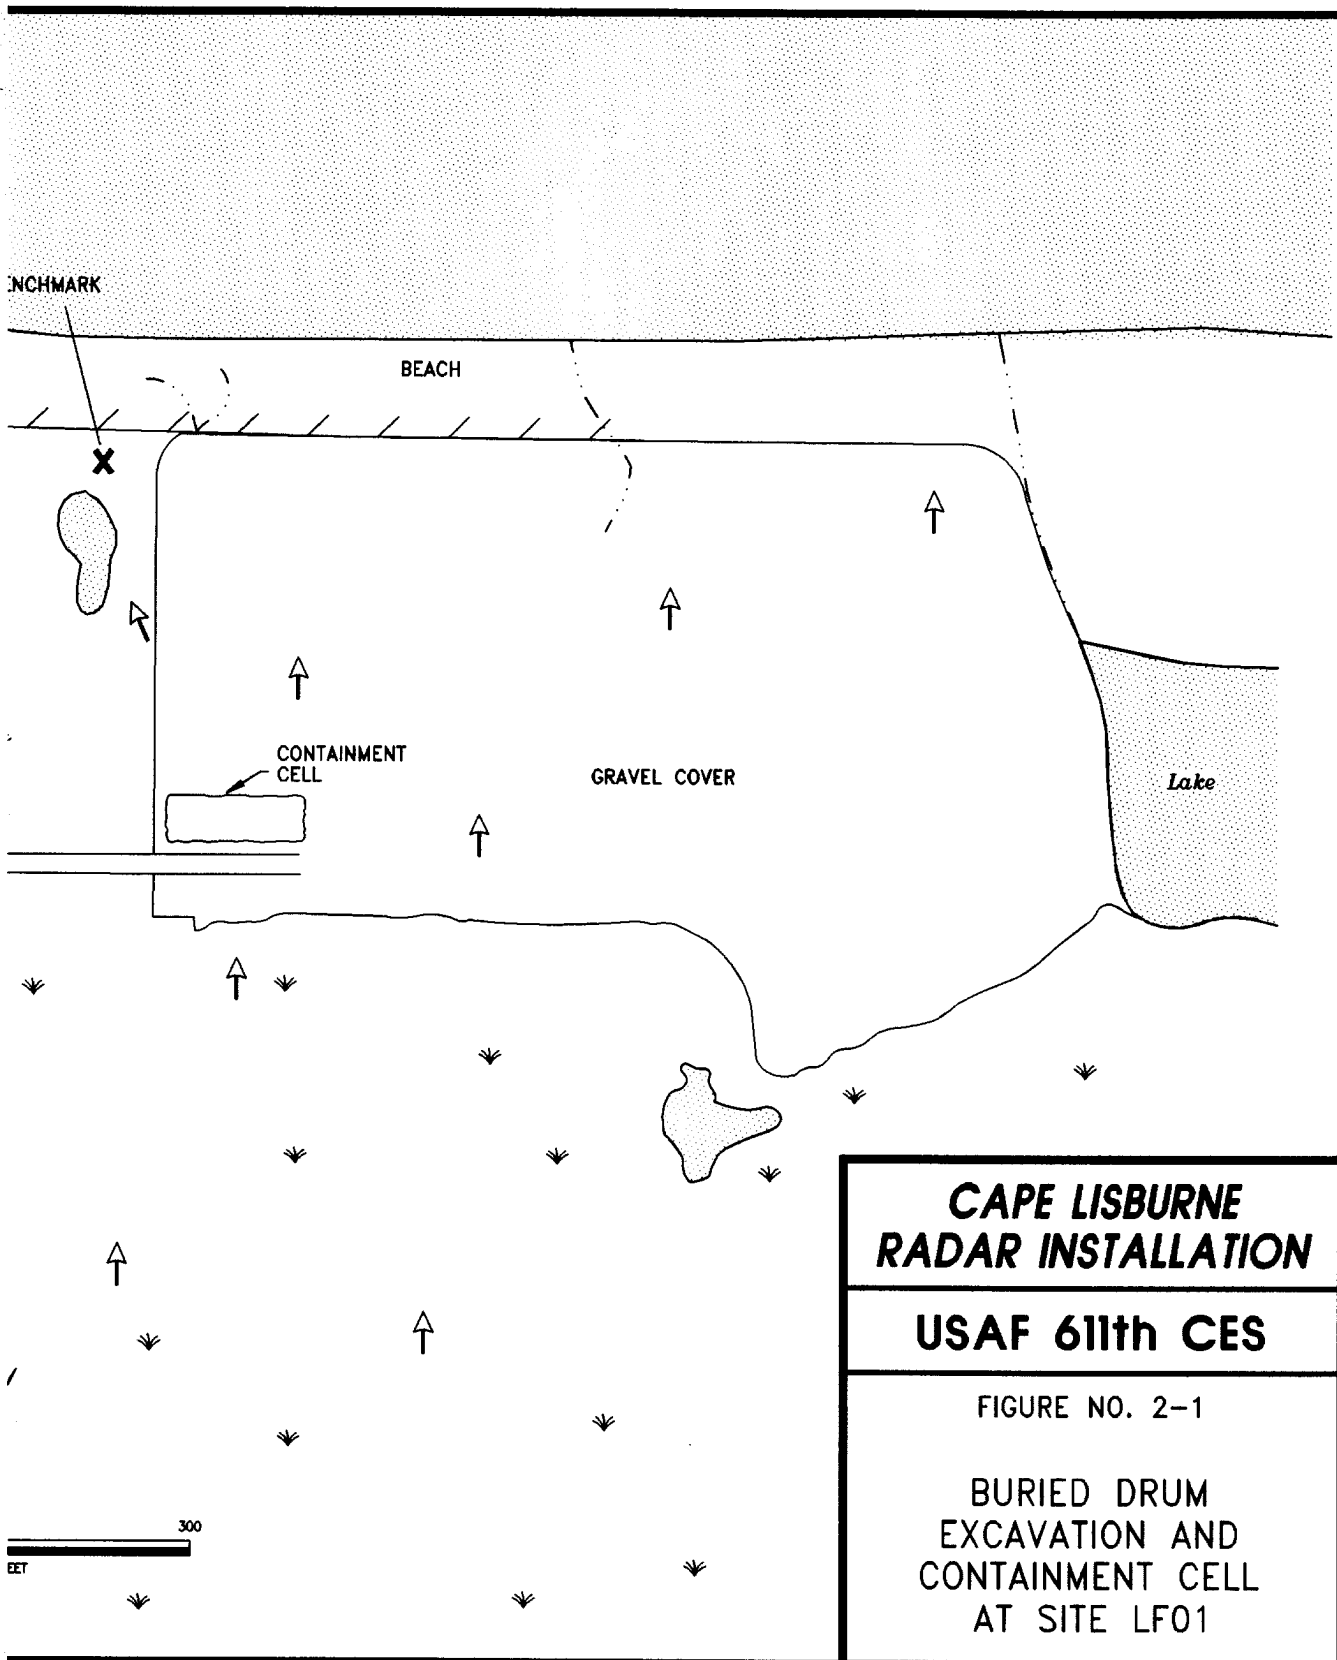 ENCHMARK
BEACH
CONTAINMENT
CELL
GRAVEL COVER
Lake
CAPE LISBURNE
RADAR INSTALLATION
USAF 611th CES
FIGURE NO. 2-1
BURIED DRUM
EXCAVATION AND
CONTAINMENT CELL
AT SITE LF01
300
EET